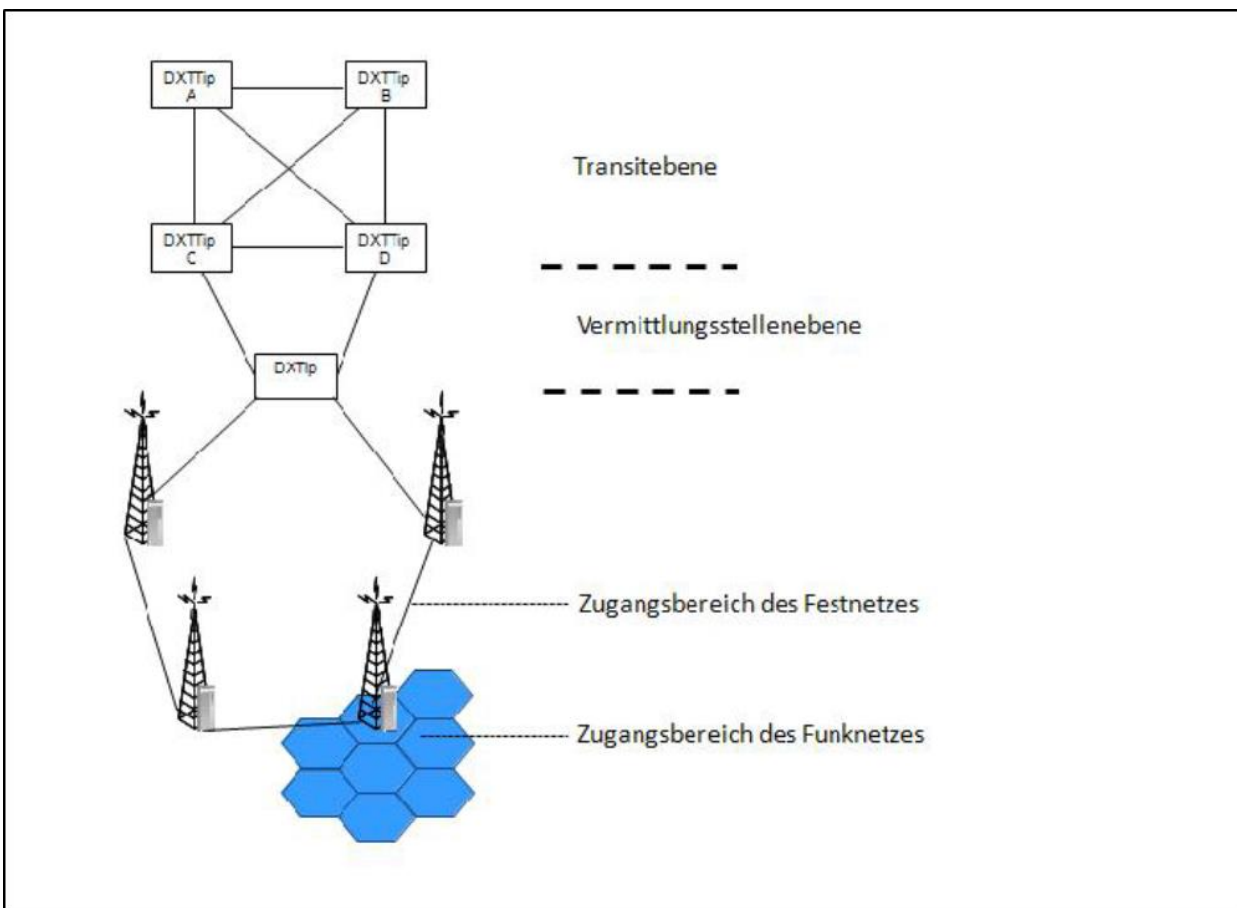 DXTTip
A
DXTTip
B
Transitebene
DXTTip
C
DXTTip
D
Vermittlungsstellenebene
DXTip
Zugangsbereich des Festnetzes
Zugangsbereich des Funknetzes